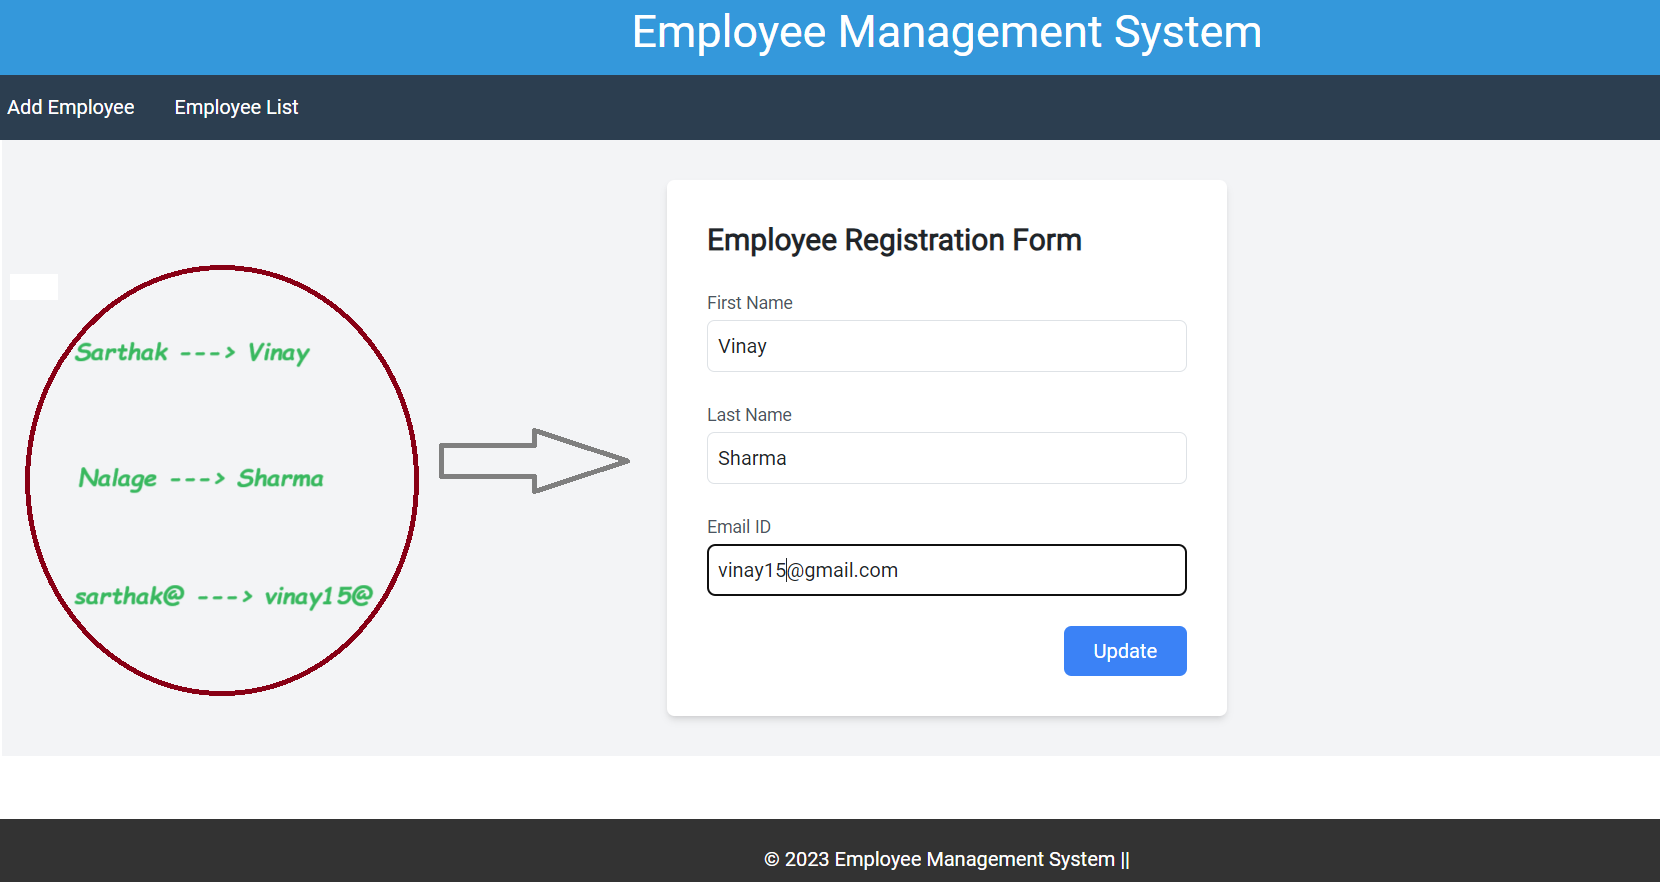 Employee Management System
Add Employee Employee List
Sarthak ---> Vinay
Nalage ---> Sharma
sarthak@ ---> vinay15@
Employee Registration Form
First Name
Vinay
Last Name
Sharma
Email ID
vinay15@gmail.com
Update
© 2023 Employee Management System ||